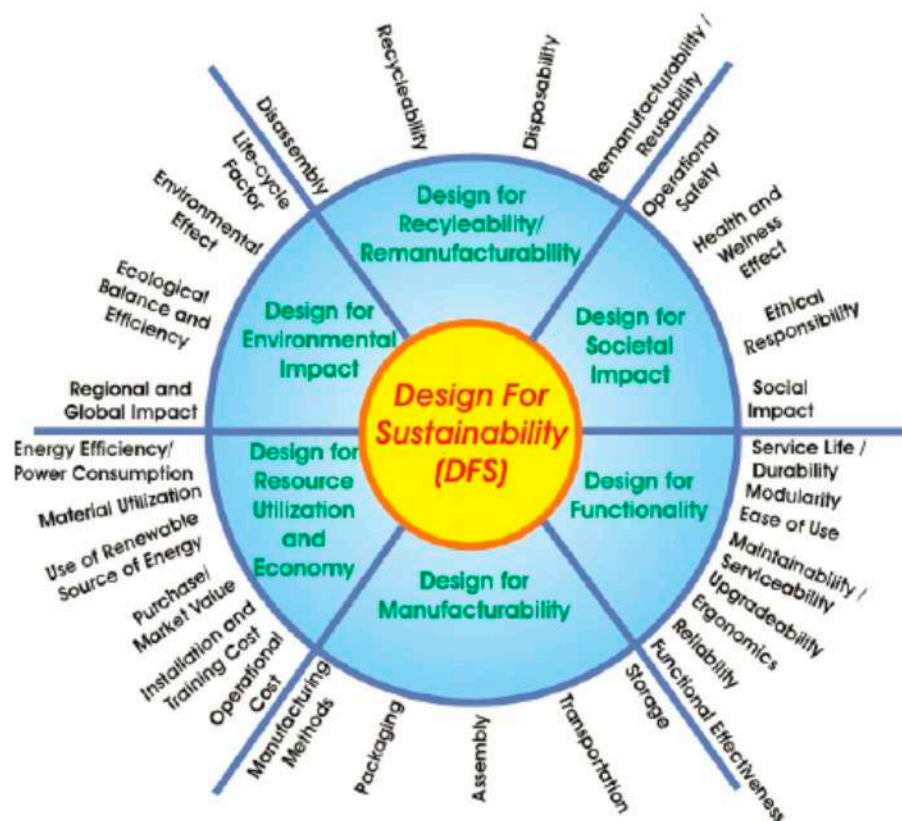 Design For
Sustainability
(DFS)
Design for
Recyleability/
Remanufacturability
Disassembly
Recycleability
Disposability
Remanufacturability /
Reusability
Design for
Societal
Impact
Operational
Safety
Health and
Welness
Effect
Ethical
Responsibility
Social
Impact
Design for
Functionality
Service Life /
Durability
Modularity
Ease of Use
Maintainability /
Serviceability
Upgradeability
Ergonomics
Reliability
Functional Effectiveness
Design for
Manufacturability
Storage
Transportation
Assembly
Packaging
Manufacturing
Methods
Design for
Resource
Utilization
and
Economy
Energy Efficiency/
Power Consumption
Material Utilization
Use of Renewable
Source of Energy
Purchase/
Market Value
Installation and
Training Cost
Operational
Cost
Design for
Environmental
Impact
Regional and
Global Impact
Ecological
Balance and
Efficiency
Environmental
Effect
Life-cycle
Factor